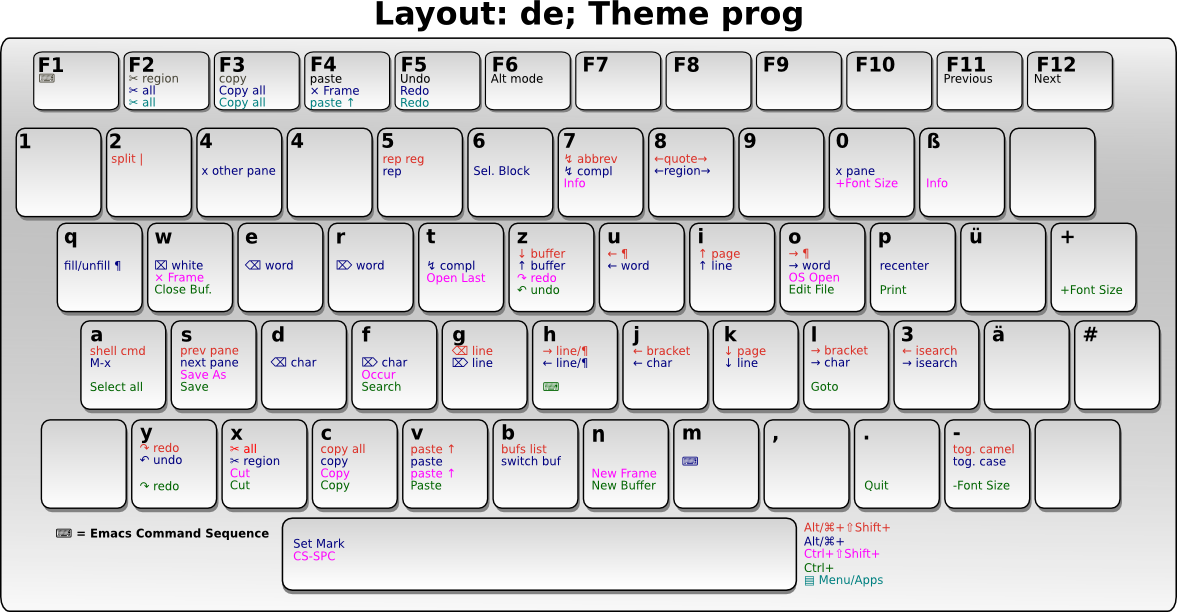 Layout: de; Theme prog
F1
⌨
F2
✂ region
✂ all
✂ all
F3
copy
Copy all
Copy all
F4
paste
× Frame
paste ↑
F5
Undo
Redo
Redo
F6
Alt mode
F7
F8
F9
F10
F11
Previous
F12
Next
1
2
split |
4
x other pane
4
5
rep reg
rep
6
Sel. Block
7
↯ abbrev
↯ compl
Info
8
←quote→
←region→
9
0
x pane
+Font Size
ß
Info
q
fill/unfill ¶
w
⌧ white
× Frame
Close Buf.
e
⌫ word
r
⌦ word
t
↯ compl
Open Last
z
↓ buffer
↑ buffer
↷ redo
↶ undo
u
← ¶
← word
i
↑ page
↑ line
o
→ ¶
→ word
OS Open
Edit File
p
recenter
Print
ü
+
+Font Size
a
shell cmd
M-x
Select all
s
prev pane
next pane
Save As
Save
d
⌫ char
f
⌦ char
Occur
Search
g
⌫ line
⌦ line
h
→ line/¶
← line/¶
⌨
j
← bracket
← char
k
↓ page
↓ line
l
→ bracket
→ char
Goto
3
← isearch
→ isearch
ä
#
y
↷ redo
↶ undo
↷ redo
x
✂ all
✂ region
Cut
Cut
c
copy all
copy
Copy
Copy
v
paste ↑
paste
paste ↑
Paste
b
bufs list
switch buf
n
New Frame
New Buffer
m
⌨
,
.
Quit
-
tog. camel
tog. case
-Font Size
⌨ = Emacs Command Sequence
Set Mark
CS-SPC
Alt/⌘+⇧Shift+
Alt/⌘+
Ctrl+⇧Shift+
Ctrl+
▤ Menu/Apps